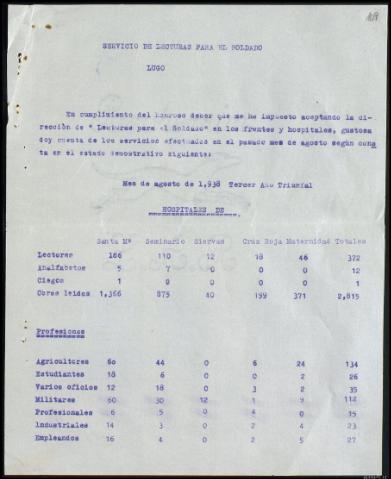 SERVICIO DE LECTURAS PARA EL SOLDADO
LUGO
En cumplimiento del honroso deber que me he impuesto aceptando la di-
rección de " Lecturas para el Soldado" en los frentes y hospitales, gustosa
doy cuenta de los servicios efectuados en el pasado mes de agosto según cons
ta en el estado demostrativo siguiente:
Mes de agosto de 1,938 Tercer Año Triunfal
HOSPITALES DE
Santa Mª Seminario Siervas Cruz Roja Maternidad Totales
Lectores 186 110 12 18 46 372
Analfabetos 5 7 0 0 0 12
Ciegos 1 0 0 0 0 1
Obras leidas 1,366 875 40 199 371 2,815
Profesiones
Agricultores 60 44 0 6 24 134
Estudiantes 18 6 0 0 2 26
Varios oficios 12 18 0 3 2 35
Militares 60 30 12 1 9 112
Profesionales 6 5 0 4 0 15
Industriales 14 3 0 2 4 23
Empleandos 16 4 0 2 5 27